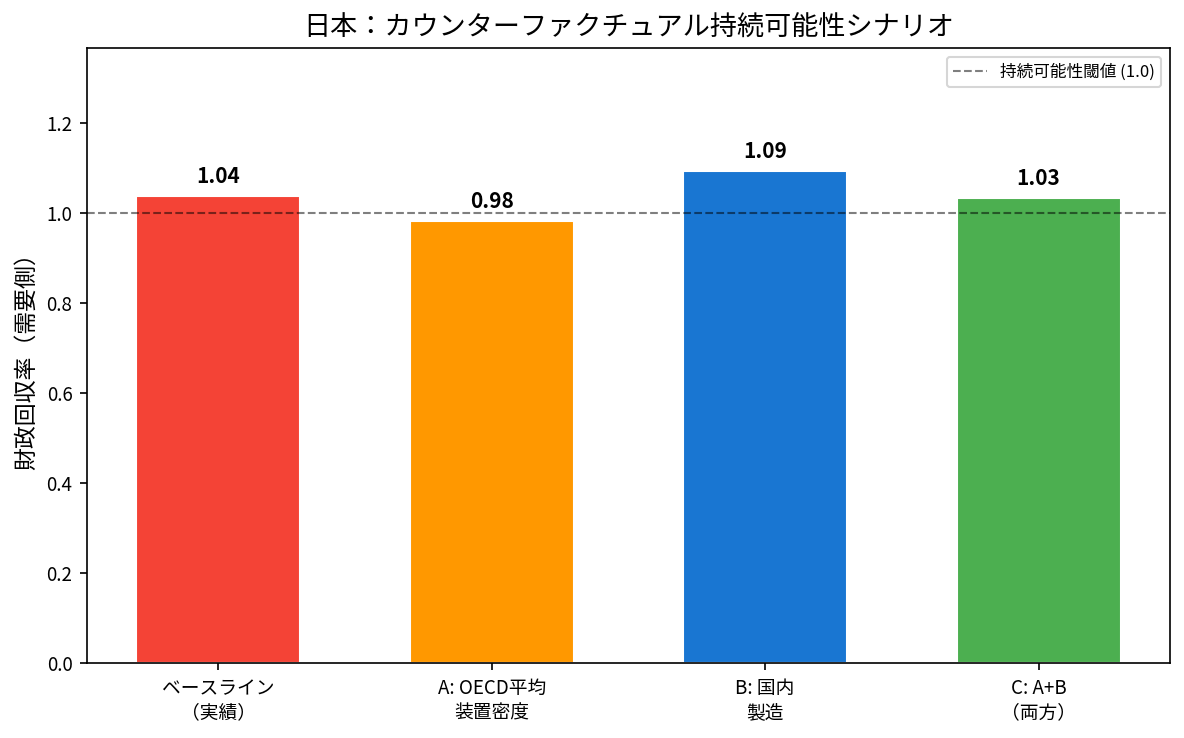 日本：カウンターファクチュアル持続可能性シナリオ
持続可能性閾値 (1.0)
財政回収率（需要側）
1.2
1.0
0.8
0.6
0.4
0.2
0.0
1.04
0.98
1.09
1.03
ベースライン
（実績）
A: OECD平均
装置密度
B: 国内
製造
C: A+B
（両方）